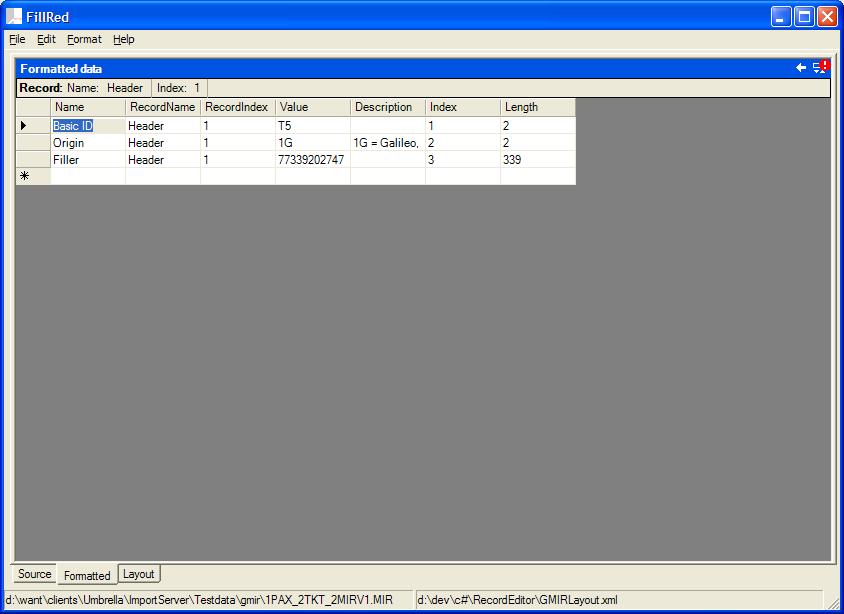 FillRed
File Edit Format Help
Formatted data
Record: Name: Header Index: 1
Name RecordName RecordIndex Value Description Index Length
Basic ID Header 1 T5 1 2
Origin Header 1 1G 1G = Galileo, 2 2
Filler Header 1 77339202747 3 339
Source Formatted Layout
d:\want\clients\Umbrella\ImportServer\Testdata\gmir\1PAX_2TKT_2MIRV1.MIR d:\dev\c#\RecordEditor\GMIRLayout.xml